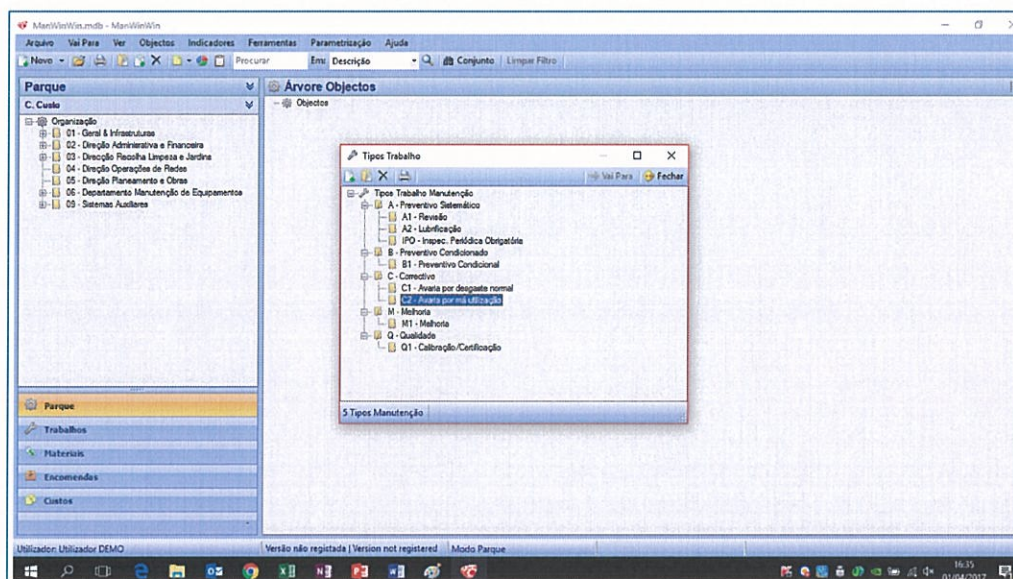 ManWinWin.mdb - ManWinWin
Arquivo Vai Para Ver Objectos Indicadores Ferramentas Parametrização Ajuda
Novo Procurar Em: Descrição Conjunto Limpar Filtro
Parque
C. Custo
Organização
01 - Geral & Infraestruturas
02 - Direção Administrativa e Financeira
03 - Direcção Recolha Limpeza e Jardins
04 - Direção Operações de Redes
05 - Direção Planeamento e Obras
06 - Departamento Manutenção de Equipamentos
09 - Sistemas Auxiliares
Parque
Trabalhos
Materiais
Encomendas
Custos
Árvore Objectos
Objectos
Tipos Trabalho
Vai Para Fechar
Tipos Trabalho Manutenção
A - Preventivo Sistemático
A1 - Revisão
A2 - Lubrificação
IPO - Inspec. Periódica Obrigatória
B - Preventivo Condicionado
B1 - Preventivo Condicional
C - Correctivo
C1 - Avaria por desgaste normal
C2 - Avaria por má utilização
M - Melhoria
M1 - Melhoria
Q - Qualidade
Q1 - Calibração/Certificação
5 Tipos Manutenção
Utilizador: Utilizador DEMO Versão não registada | Version not registered Modo Parque
16:35
01/04/2017